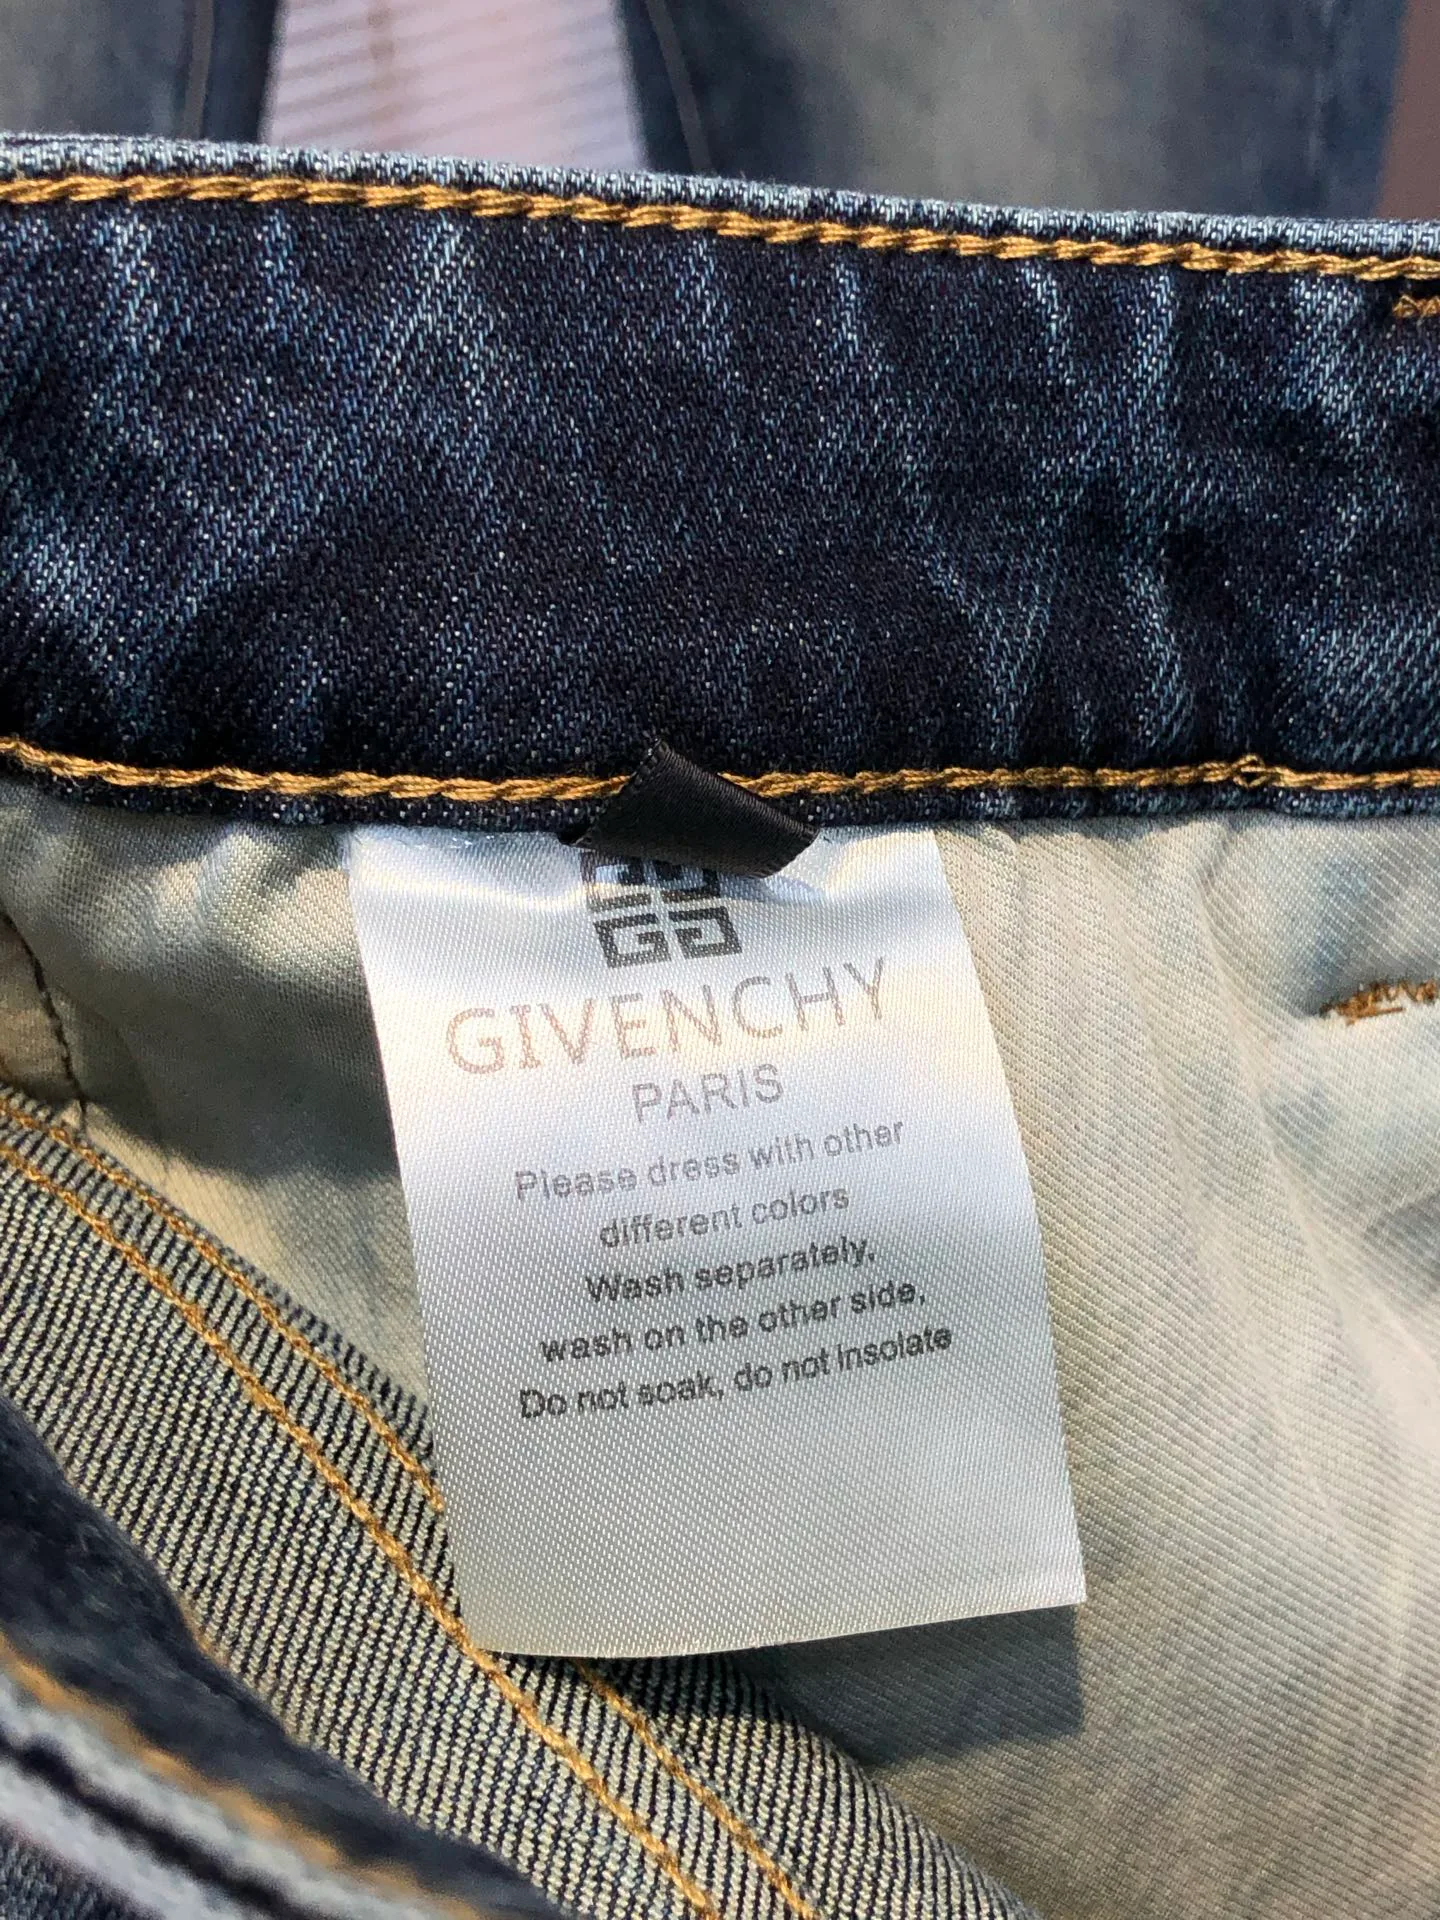 GIVENCHY
PARIS
Please dress with other
different colors
Wash separately,
wash on the other side,
Do not soak, do not insolate